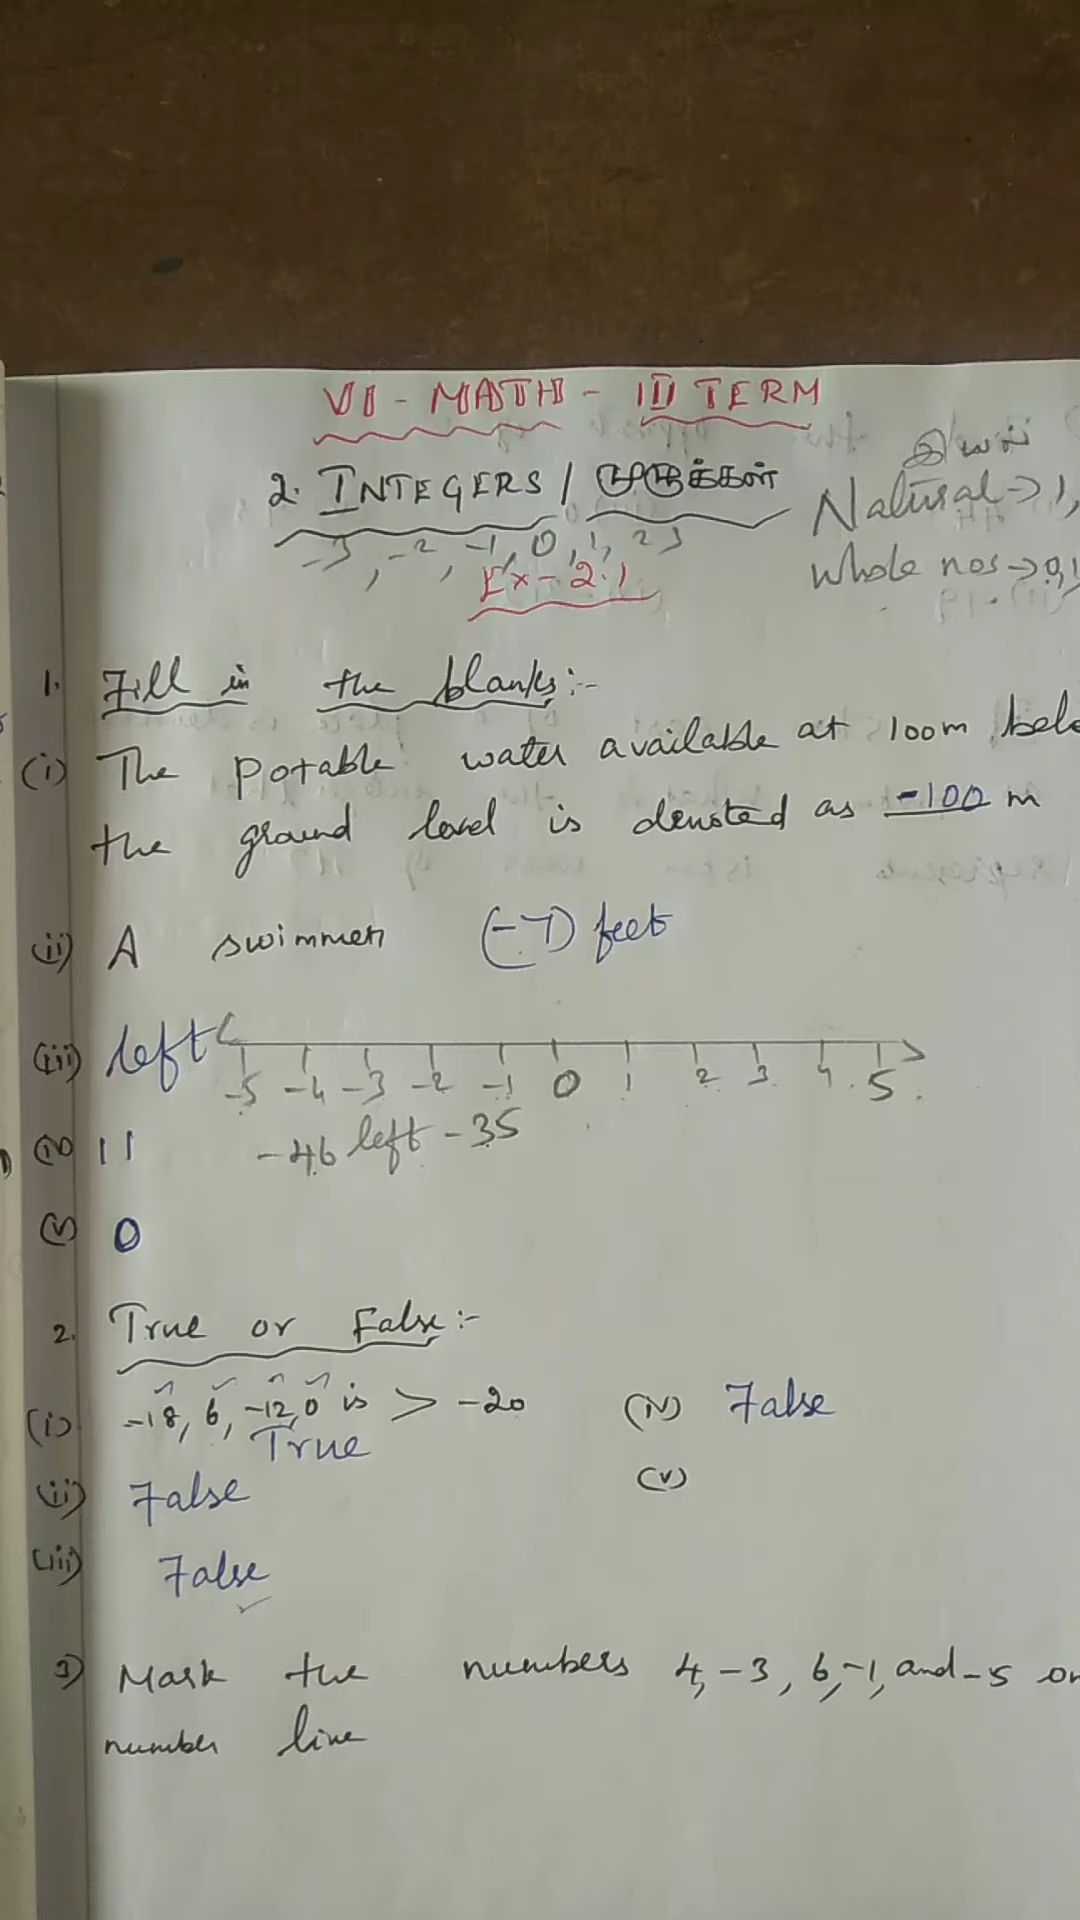 VI - MATH - III TERM
2. INTEGERS / முழுக்கள்
இயல்
Natural → 1,
-3, -2, -1, 0, 1, 2, 3
Whole nos → 0, 1
Ex - 2.1
1. Fill in the blanks :-
(i) The potable water available at 100m belo
the ground level is denoted as -100 m
(ii) A swimmer (-7) feet
(iii) left
-5 -4 -3 -2 -1 0 1 2 3 4 5
(iv) 11 -46 left -35
(v) 0
2. True or False :-
(i) -18, 6, -12, 0 is > -20 (iv) False
True
(ii) False (v)
(iii) False
3) Mark the numbers 4, -3, 6, -1, and -5 on
number line